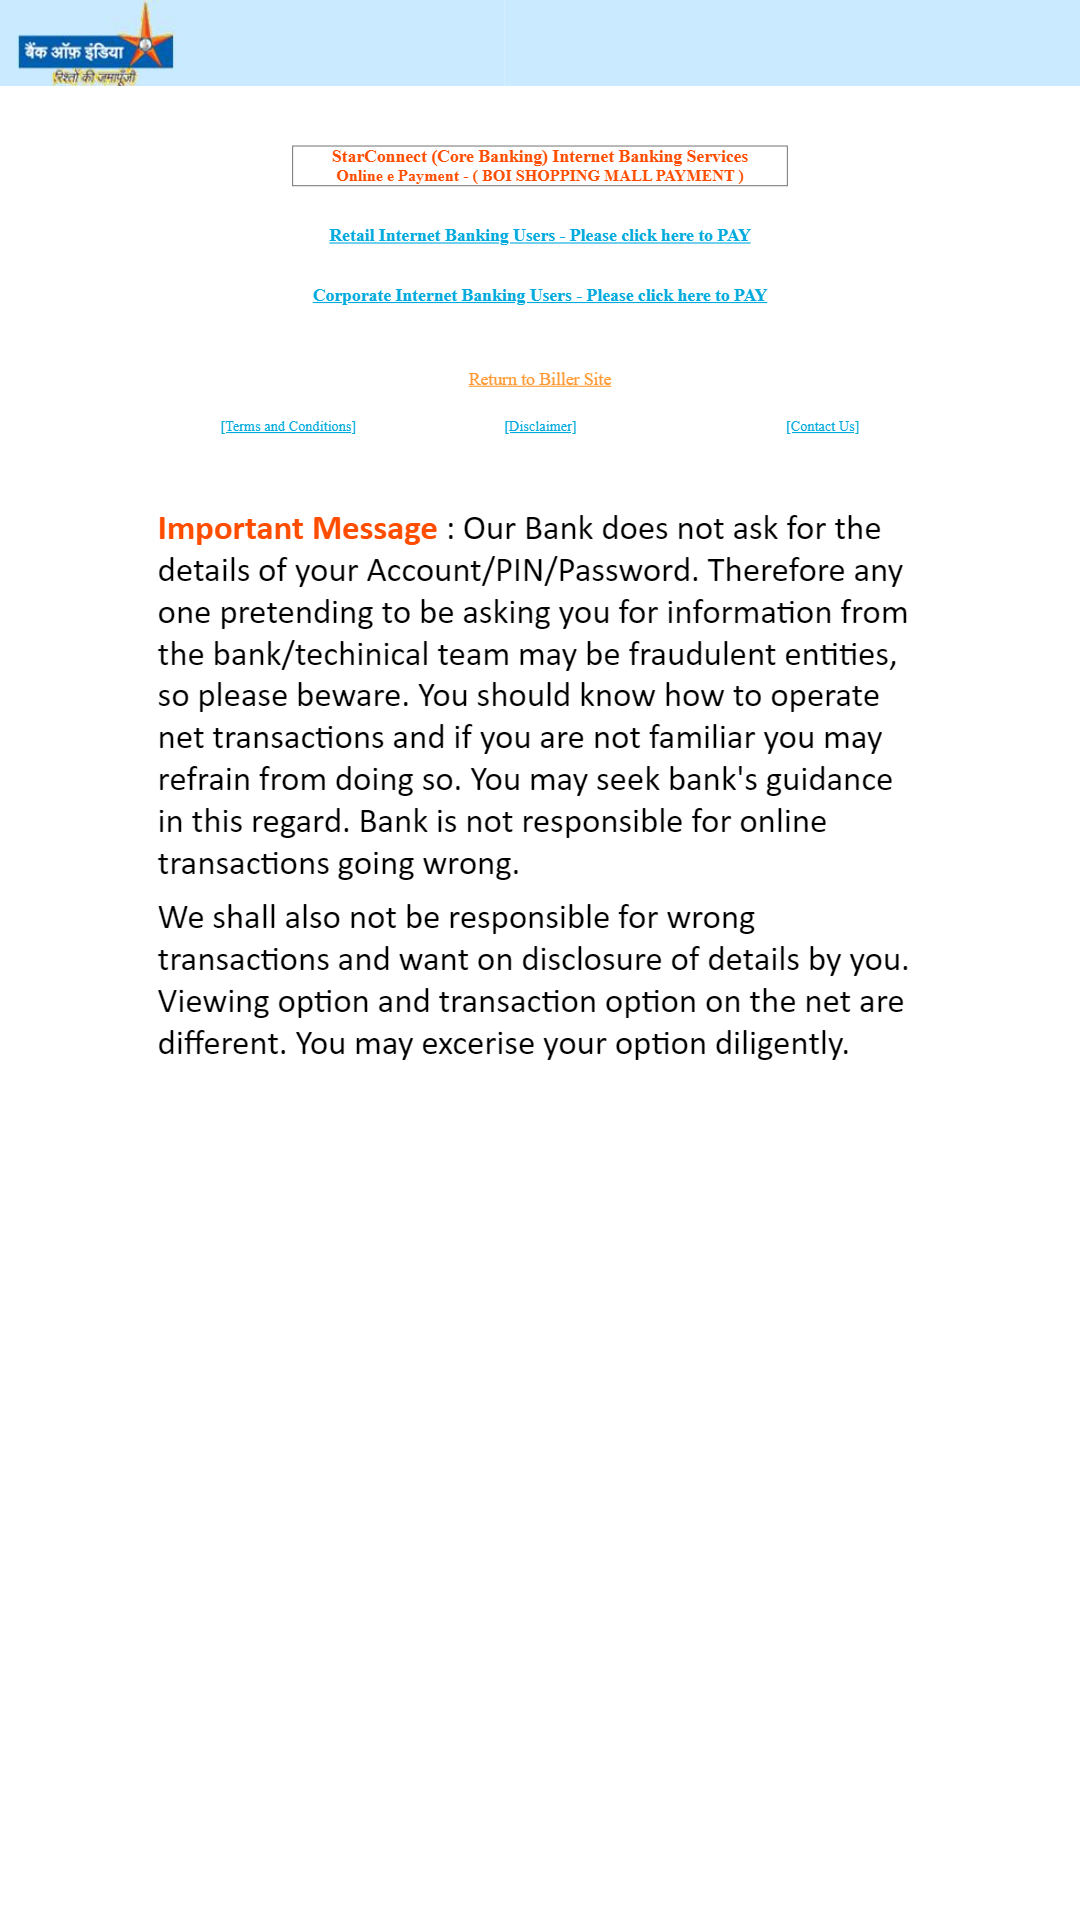 बैंक ऑफ़ इंडिया
रिश्तों की जमापूँजी
StarConnect (Core Banking) Internet Banking Services
Online e Payment - ( BOI SHOPPING MALL PAYMENT )
Retail Internet Banking Users - Please click here to PAY
Corporate Internet Banking Users - Please click here to PAY
Return to Biller Site
[Terms and Conditions] [Disclaimer] [Contact Us]
Important Message : Our Bank does not ask for the
details of your Account/PIN/Password. Therefore any
one pretending to be asking you for information from
the bank/techinical team may be fraudulent entities,
so please beware. You should know how to operate
net transactions and if you are not familiar you may
refrain from doing so. You may seek bank's guidance
in this regard. Bank is not responsible for online
transactions going wrong.
We shall also not be responsible for wrong
transactions and want on disclosure of details by you.
Viewing option and transaction option on the net are
different. You may excerise your option diligently.